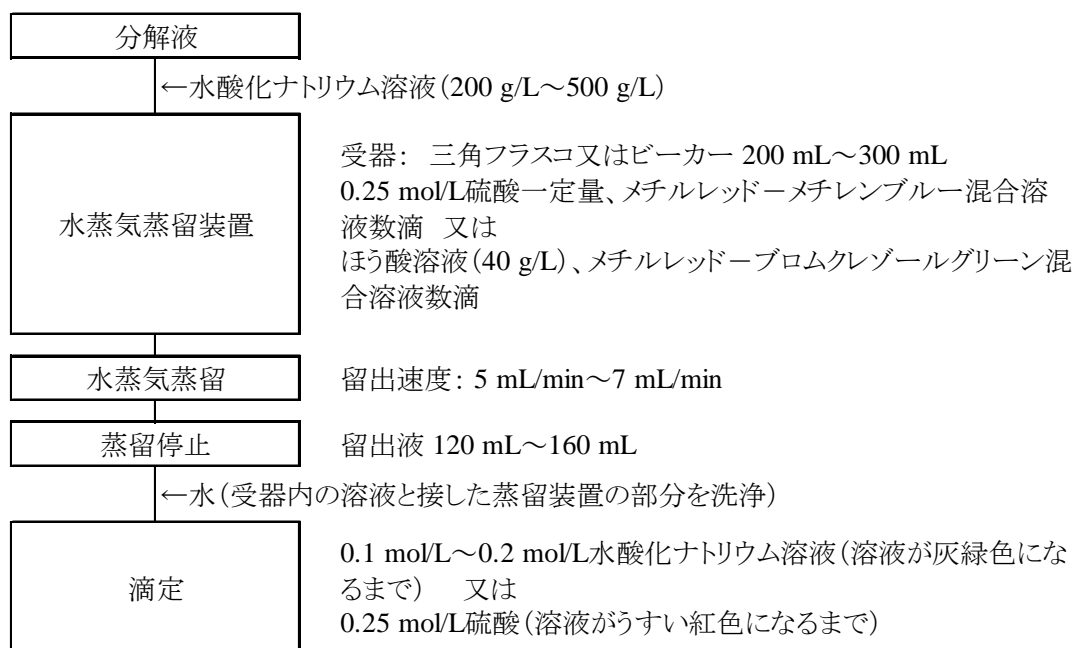 分解液
←水酸化ナトリウム溶液(200 g/L～500 g/L)
水蒸気蒸留装置
受器: 三角フラスコ又はビーカー 200 mL～300 mL
0.25 mol/L硫酸一定量、メチルレッド－メチレンブルー混合溶
液数滴 又は
ほう酸溶液(40 g/L)、メチルレッド－ブロムクレゾールグリーン混
合溶液数滴
水蒸気蒸留
留出速度: 5 mL/min～7 mL/min
蒸留停止
留出液 120 mL～160 mL
←水(受器内の溶液と接した蒸留装置の部分を洗浄)
滴定
0.1 mol/L～0.2 mol/L水酸化ナトリウム溶液(溶液が灰緑色にな
るまで) 又は
0.25 mol/L硫酸(溶液がうすい紅色になるまで)